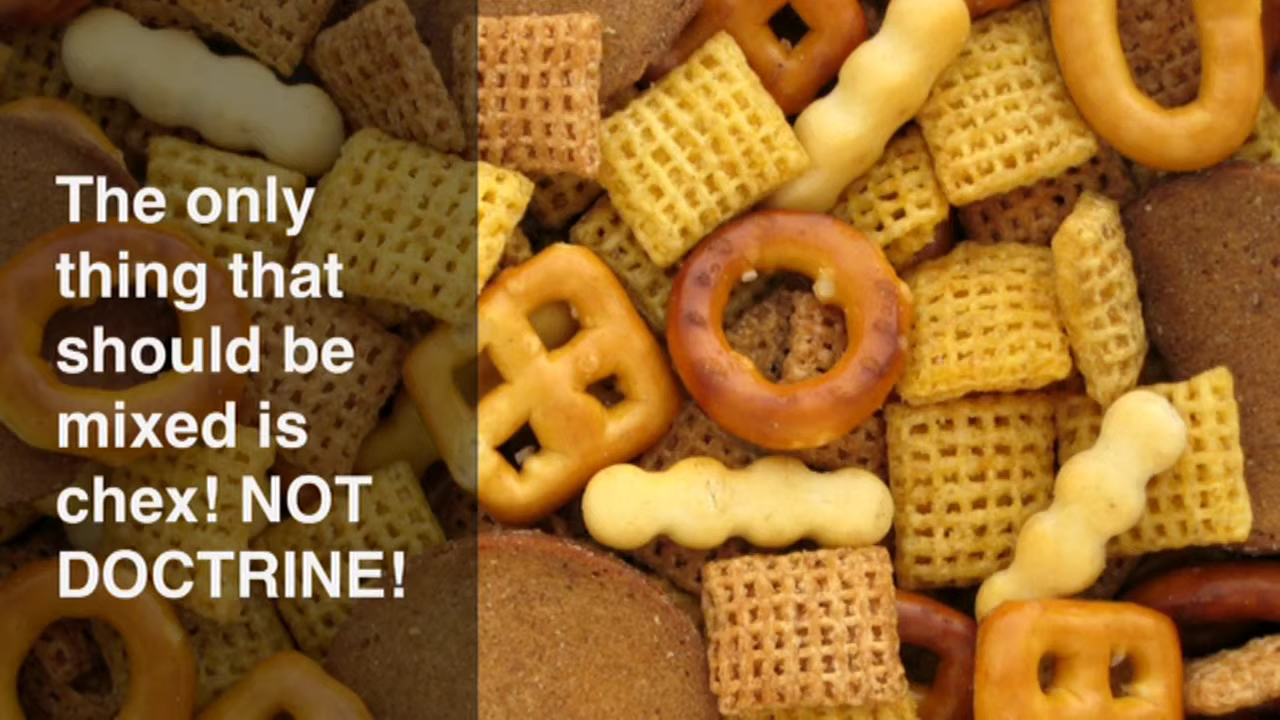 The only
thing that
should be
mixed is
chex! NOT
DOCTRINE!